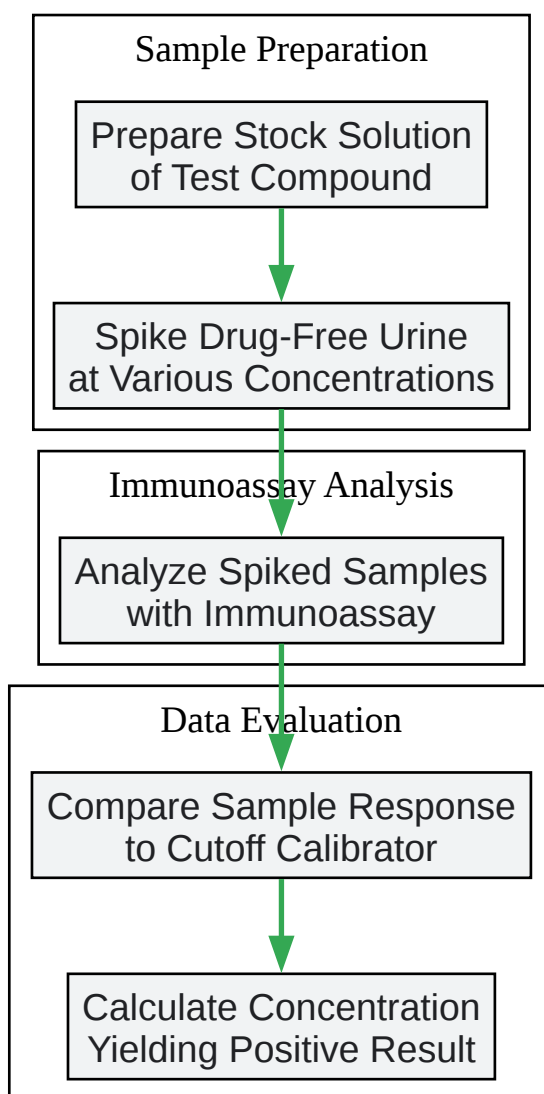 Sample Preparation
Prepare Stock Solution
of Test Compound
Spike Drug-Free Urine
at Various Concentrations
Immunoassay Analysis
Analyze Spiked Samples
with Immunoassay
Data Evaluation
Compare Sample Response
to Cutoff Calibrator
Calculate Concentration
Yielding Positive Result